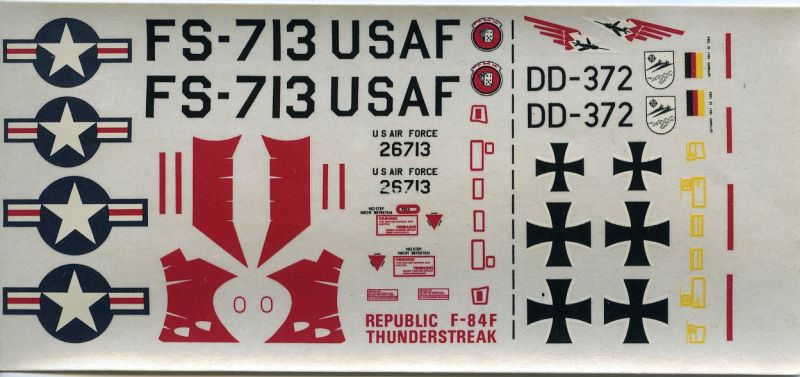 FS-713 USAF
FS-713 USAF
U S AIR FORCE
26713
U S AIR FORCE
26713
NO STEP
NICHT BETRETEN
WARNING
NO STEP
NICHT BETRETEN
WARNING
REPUBLIC F-84F
THUNDERSTREAK
DD-372
DD-372